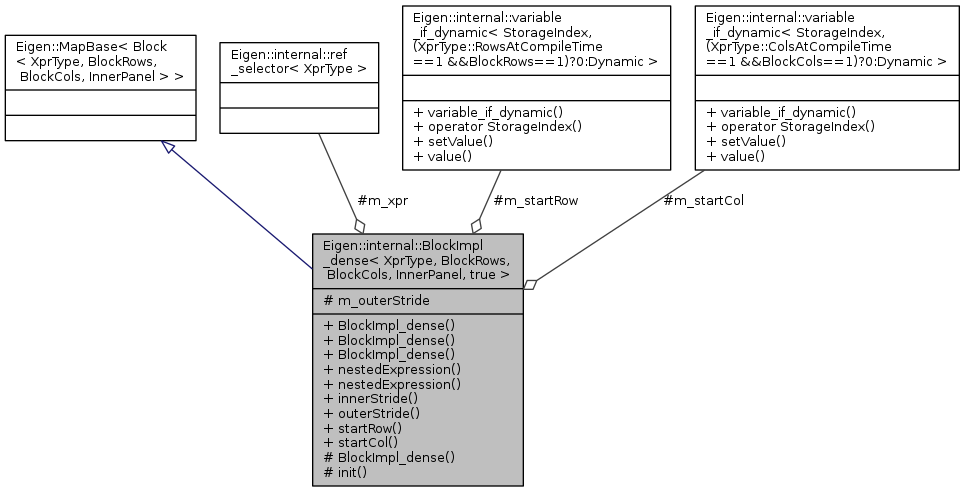 Eigen::MapBase< Block
< XprType, BlockRows,
BlockCols, InnerPanel > >
Eigen::internal::ref
_selector< XprType >
Eigen::internal::variable
_if_dynamic< StorageIndex,
(XprType::RowsAtCompileTime
==1 &&BlockRows==1)?0:Dynamic >
+ variable_if_dynamic()
+ operator StorageIndex()
+ setValue()
+ value()
Eigen::internal::variable
_if_dynamic< StorageIndex,
(XprType::ColsAtCompileTime
==1 &&BlockCols==1)?0:Dynamic >
+ variable_if_dynamic()
+ operator StorageIndex()
+ setValue()
+ value()
#m_xpr
#m_startRow
#m_startCol
Eigen::internal::BlockImpl
_dense< XprType, BlockRows,
BlockCols, InnerPanel, true >
# m_outerStride
+ BlockImpl_dense()
+ BlockImpl_dense()
+ BlockImpl_dense()
+ nestedExpression()
+ nestedExpression()
+ innerStride()
+ outerStride()
+ startRow()
+ startCol()
# BlockImpl_dense()
# init()